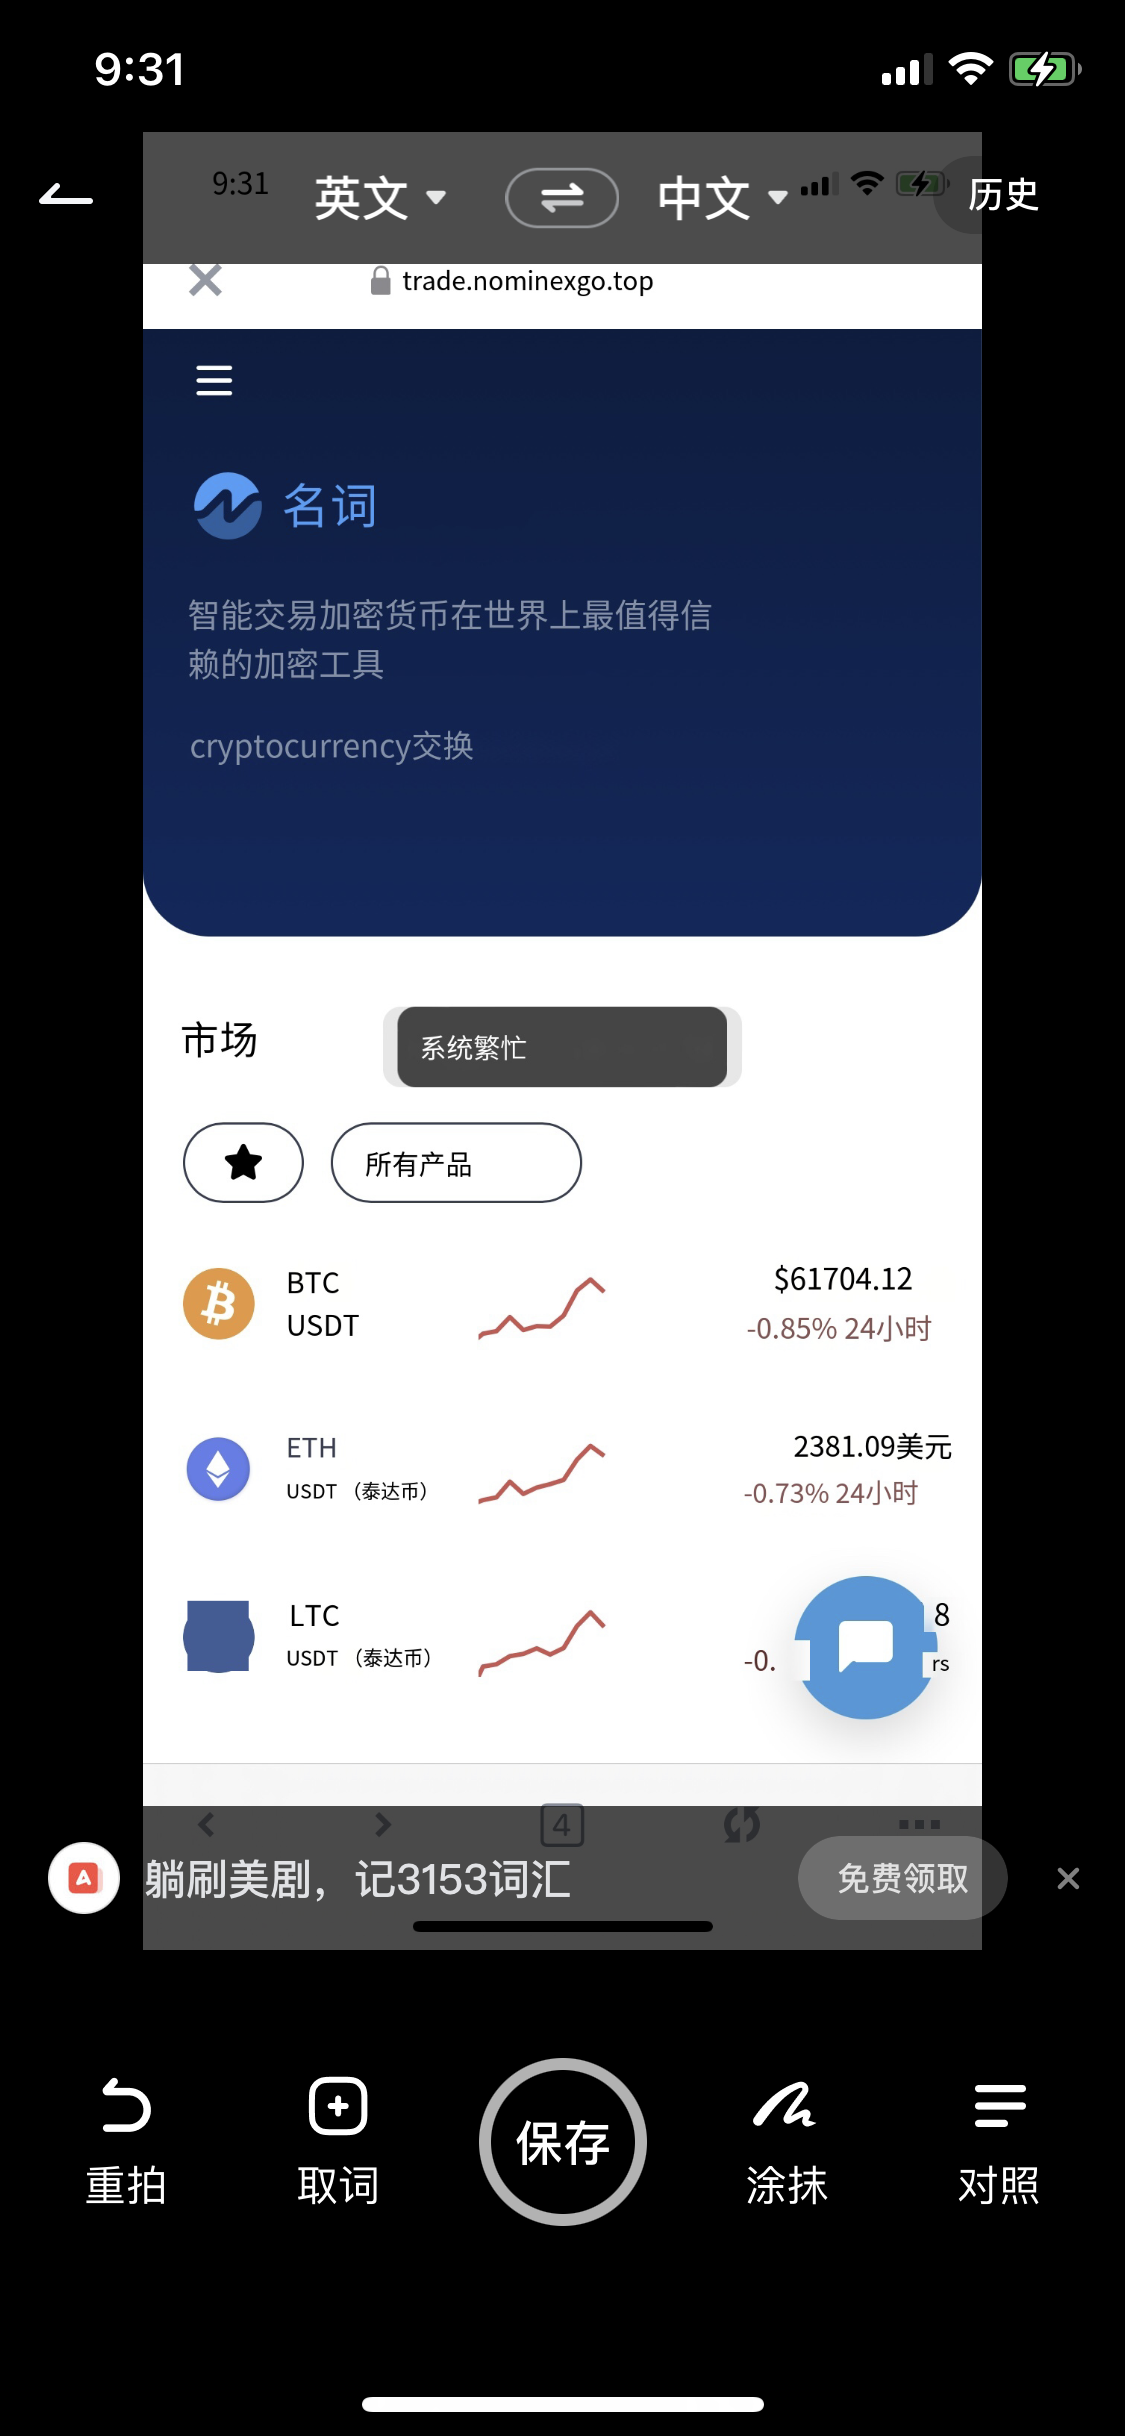 9:31
9:31
英文
中文
历史
trade.nominexgo.top
名词
智能交易加密货币在世界上最值得信
赖的加密工具
cryptocurrency交换
市场
系统繁忙
所有产品
BTC
USDT
$61704.12
-0.85% 24小时
ETH
USDT （泰达币）
2381.09美元
-0.73% 24小时
LTC
USDT （泰达币）
8
-0.
rs
4
躺刷美剧，记3153词汇
免费领取
重拍
取词
保存
涂抹
对照